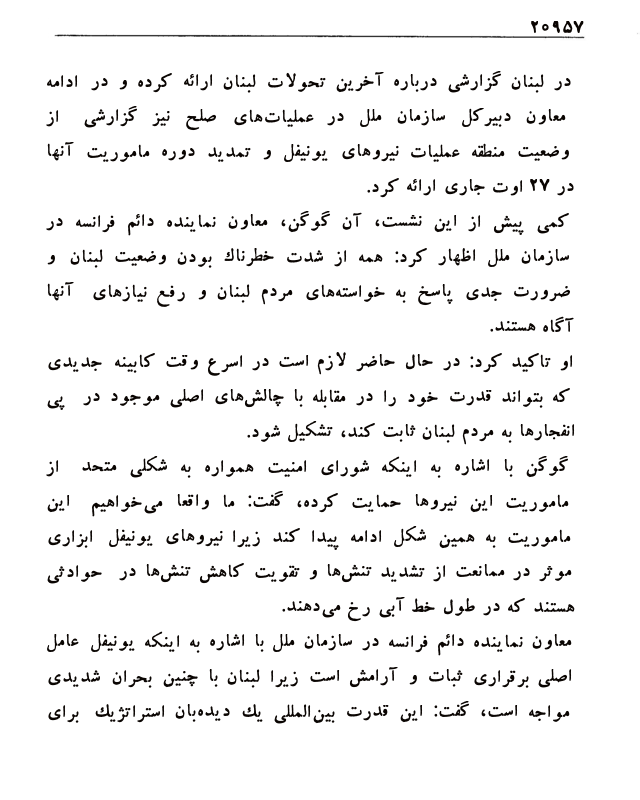 ۲۰۹۵۷
در لبنان گزارشی درباره آخرین تحولات لبنان ارائه کرده و در ادامه
معاون دبیرکل سازمان ملل در عملیات‌های صلح نیز گزارشی از
وضعیت منطقه عملیات نیروهای یونیفل و تمدید دوره ماموریت آنها
در ۲۷ اوت جاری ارائه کرد.
کمی پیش از این نشست، آن گوگن، معاون نماینده دائم فرانسه در
سازمان ملل اظهار کرد: همه از شدت خطرناک بودن وضعیت لبنان و
ضرورت جدی پاسخ به خواسته‌های مردم لبنان و رفع نیازهای آنها
آگاه هستند.
او تاکید کرد: در حال حاضر لازم است در اسرع وقت کابینه جدیدی
که بتواند قدرت خود را در مقابله با چالش‌های اصلی موجود در پی
انفجارها به مردم لبنان ثابت کند، تشکیل شود.
گوگن با اشاره به اینکه شورای امنیت همواره به شکلی متحد از
ماموریت این نیروها حمایت کرده، گفت: ما واقعا می‌خواهیم این
ماموریت به همین شکل ادامه پیدا کند زیرا نیروهای یونیفل ابزاری
موثر در ممانعت از تشدید تنش‌ها و تقویت کاهش تنش‌ها در حوادثی
هستند که در طول خط آبی رخ می‌دهند.
معاون نماینده دائم فرانسه در سازمان ملل با اشاره به اینکه یونیفل عامل
اصلی برقراری ثبات و آرامش است زیرا لبنان با چنین بحران شدیدی
مواجه است، گفت: این قدرت بین‌المللی یک دیده‌بان استراتژیک برای